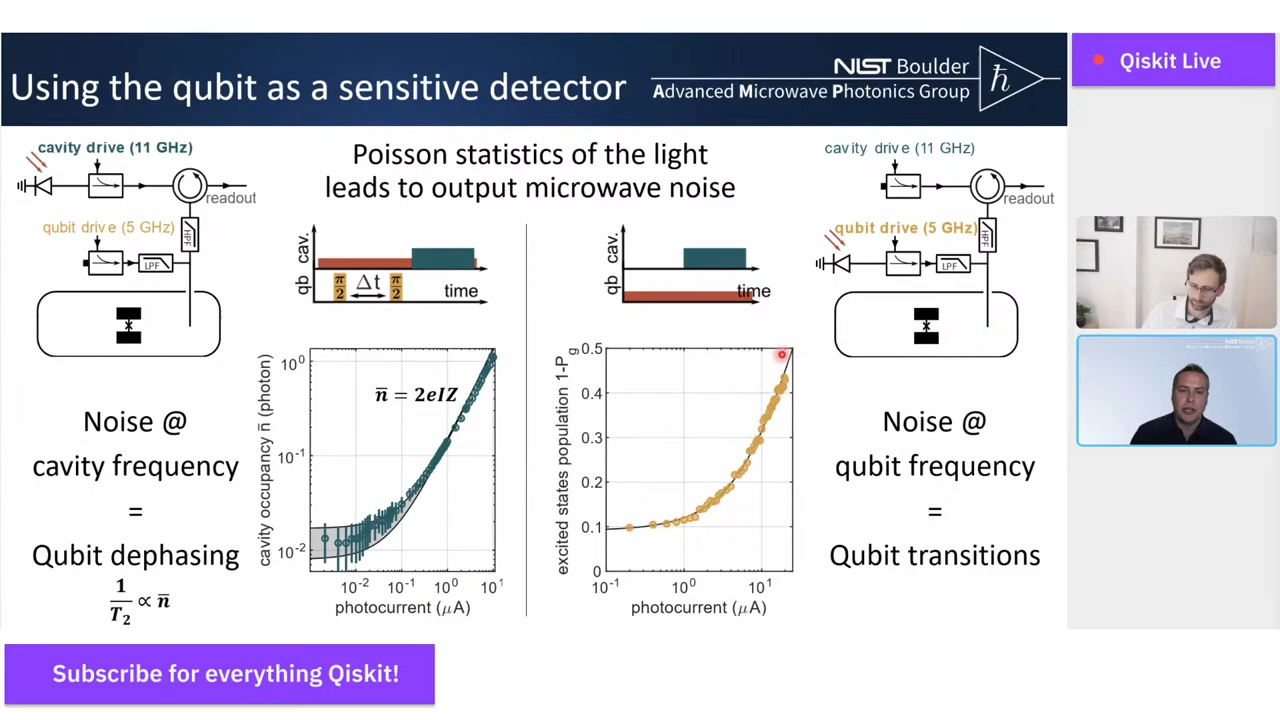 Using the qubit as a sensitive detector
NIST Boulder
Advanced Microwave Photonics Group
ħ
Qiskit Live
cavity drive (11 GHz)
readout
qubit drive (5 GHz)
HPF
LPF
Poisson statistics of the light
leads to output microwave noise
cav.
qb
π/2
Δt
π/2
time
cav.
qb
time
cavity drive (11 GHz)
readout
qubit drive (5 GHz)
HPF
LPF
Noise @
cavity frequency
=
Qubit dephasing
1/T₂ ∝ n̅
cavity occupancy n̅ (photon)
10⁰
10⁻¹
10⁻²
n̅ = 2eIZ
10⁻² 10⁻¹ 10⁰ 10¹
photocurrent (μA)
excited states population 1-Pg
0.5
0.4
0.3
0.2
0.1
0
10⁻¹ 10⁰ 10¹
photocurrent (μA)
Noise @
qubit frequency
=
Qubit transitions
Subscribe for everything Qiskit!